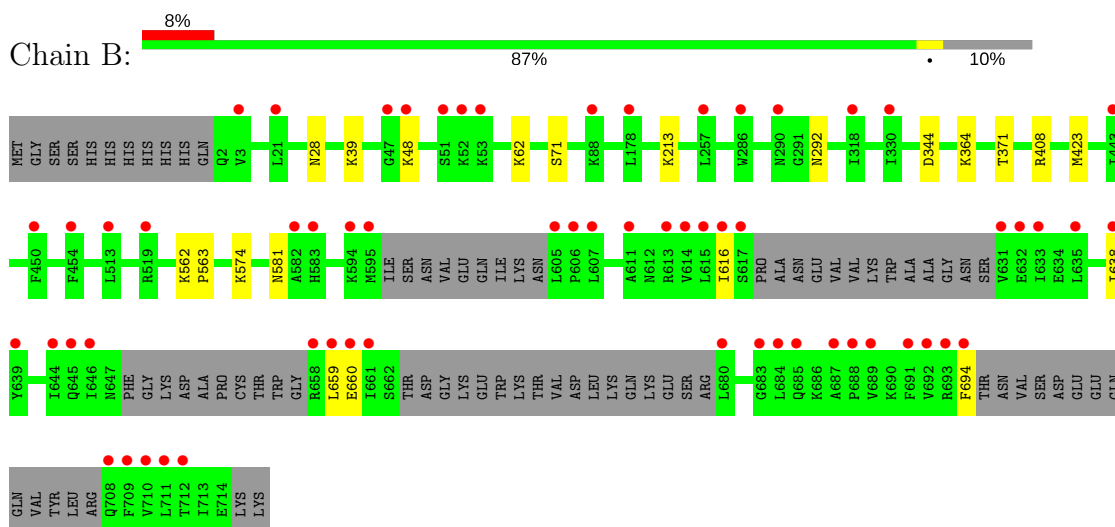 8%
Chain B:
87% • 10%
MET GLY SER SER HIS HIS HIS HIS HIS HIS GLN Q2 V3 L21 N28 K39 G47 K48 S51 K52 K53 K62 S71 K88 L178 K213 L257 W286 N290 G291 N292 I318 I330 D344 K364 T371 R408 M423 I443
F450 F454 L513 R519 K562 P563 K574 N581 A582 H583 K594 M595 ILE SER ASN VAL GLU GLN ILE LYS ASN L605 P606 L607 A611 N612 R613 V614 L615 I616 S617 PRO ALA ASN GLU VAL VAL LYS TRP ALA ALA GLY ASN SER V631 E632 I633 E634 L635 I638
Y639 I644 Q645 I646 N647 PHE GLY LYS ASP ALA PRO CYS THR TRP GLY R658 L659 E660 I661 S662 THR ASP GLY LYS GLU TRP LYS THR VAL ASP LEU LYS GLN LYS GLU SER ARG L680 G683 L684 Q685 K686 A687 P688 V689 K690 F691 V692 R693 F694 THR ASN VAL SER ASP GLU GLU GLN
GLN VAL TYR LEU ARG Q708 F709 V710 L711 T712 I713 E714 LYS LYS